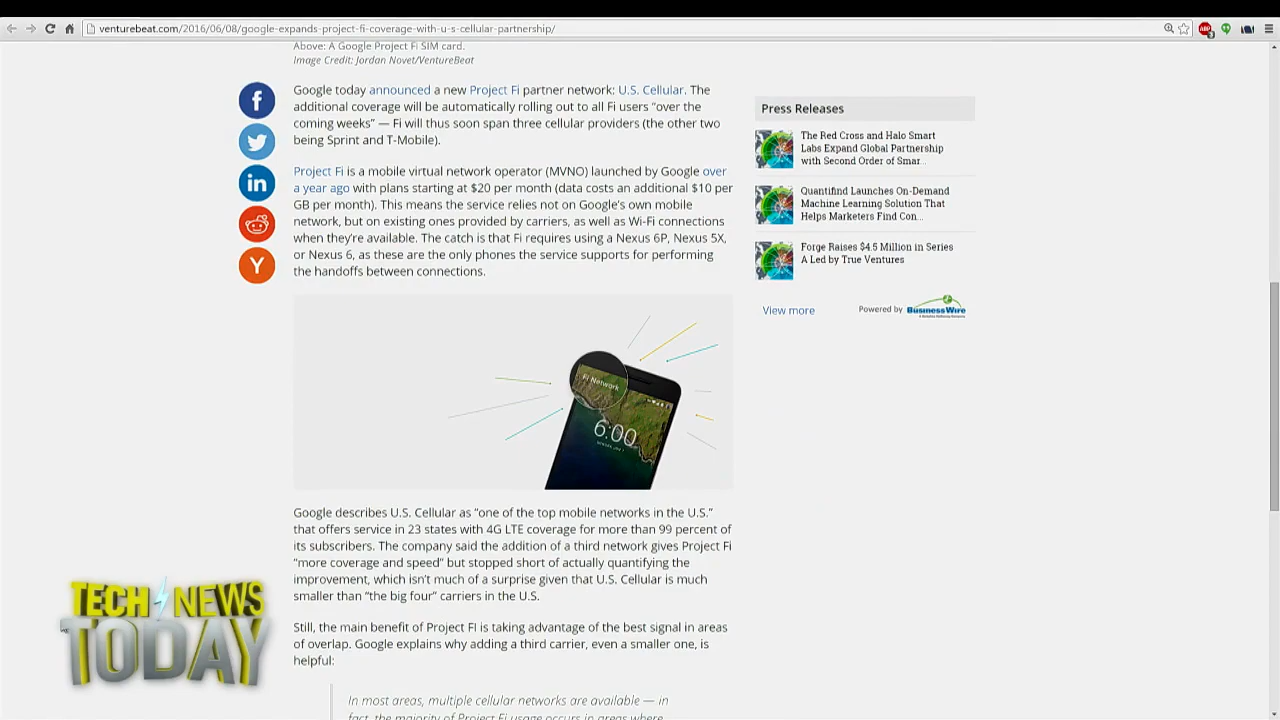 venturebeat.com/2016/06/08/google-expands-project-fi-coverage-with-u-s-cellular-partnership/
Above: A Google Project Fi SIM card.
Image Credit: Jordan Novet/VentureBeat
Google today announced a new Project Fi partner network: U.S. Cellular. The
additional coverage will be automatically rolling out to all Fi users “over the
coming weeks” — Fi will thus soon span three cellular providers (the other two
being Sprint and T-Mobile).
Project Fi is a mobile virtual network operator (MVNO) launched by Google over
a year ago with plans starting at $20 per month (data costs an additional $10 per
GB per month). This means the service relies not on Google's own mobile
network, but on existing ones provided by carriers, as well as Wi-Fi connections
when they're available. The catch is that Fi requires using a Nexus 6P, Nexus 5X,
or Nexus 6, as these are the only phones the service supports for performing
the handoffs between connections.
Fi Network
6:00
Google describes U.S. Cellular as “one of the top mobile networks in the U.S.”
that offers service in 23 states with 4G LTE coverage for more than 99 percent of
its subscribers. The company said the addition of a third network gives Project Fi
“more coverage and speed” but stopped short of actually quantifying the
improvement, which isn't much of a surprise given that U.S. Cellular is much
smaller than “the big four” carriers in the U.S.
Still, the main benefit of Project FI is taking advantage of the best signal in areas
of overlap. Google explains why adding a third carrier, even a smaller one, is
helpful:
In most areas, multiple cellular networks are available — in
fact, the majority of Project Fi usage occurs in areas where
Press Releases
The Red Cross and Halo Smart
Labs Expand Global Partnership
with Second Order of Smar...
Quantifind Launches On-Demand
Machine Learning Solution That
Helps Marketers Find Con...
Forge Raises $4.5 Million in Series
A Led by True Ventures
View more
Powered by BusinessWire
TECH NEWS
TODAY